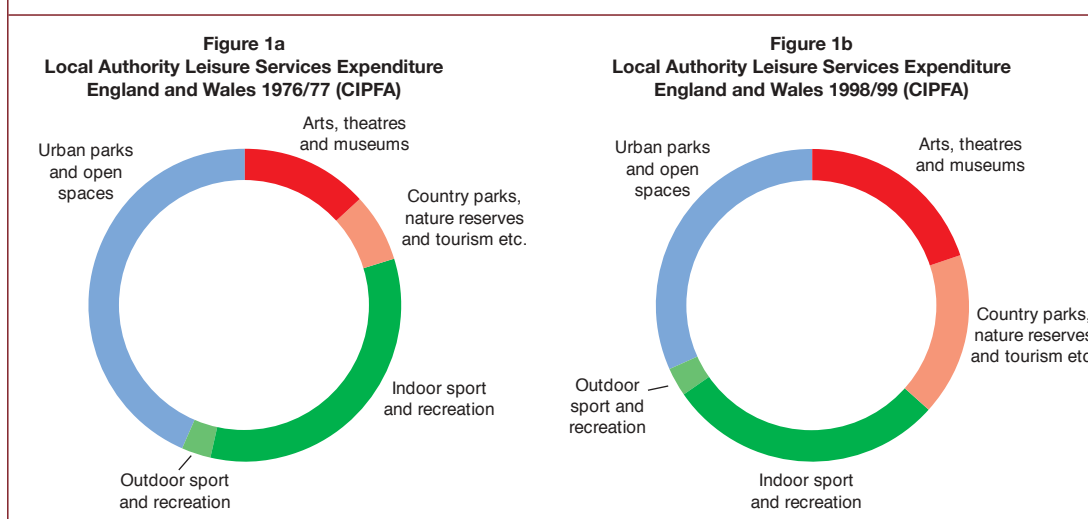 Figure 1a
Local Authority Leisure Services Expenditure
England and Wales 1976/77 (CIPFA)
Arts, theatres
and museums
Urban parks
and open
spaces
Country parks,
nature reserves
and tourism etc.
Indoor sport
and recreation
Outdoor sport
and recreation
Figure 1b
Local Authority Leisure Services Expenditure
England and Wales 1998/99 (CIPFA)
Urban parks
and open
spaces
Arts, theatres
and museums
Country parks,
nature reserves
and tourism etc
Outdoor
sport and
recreation
Indoor sport
and recreation